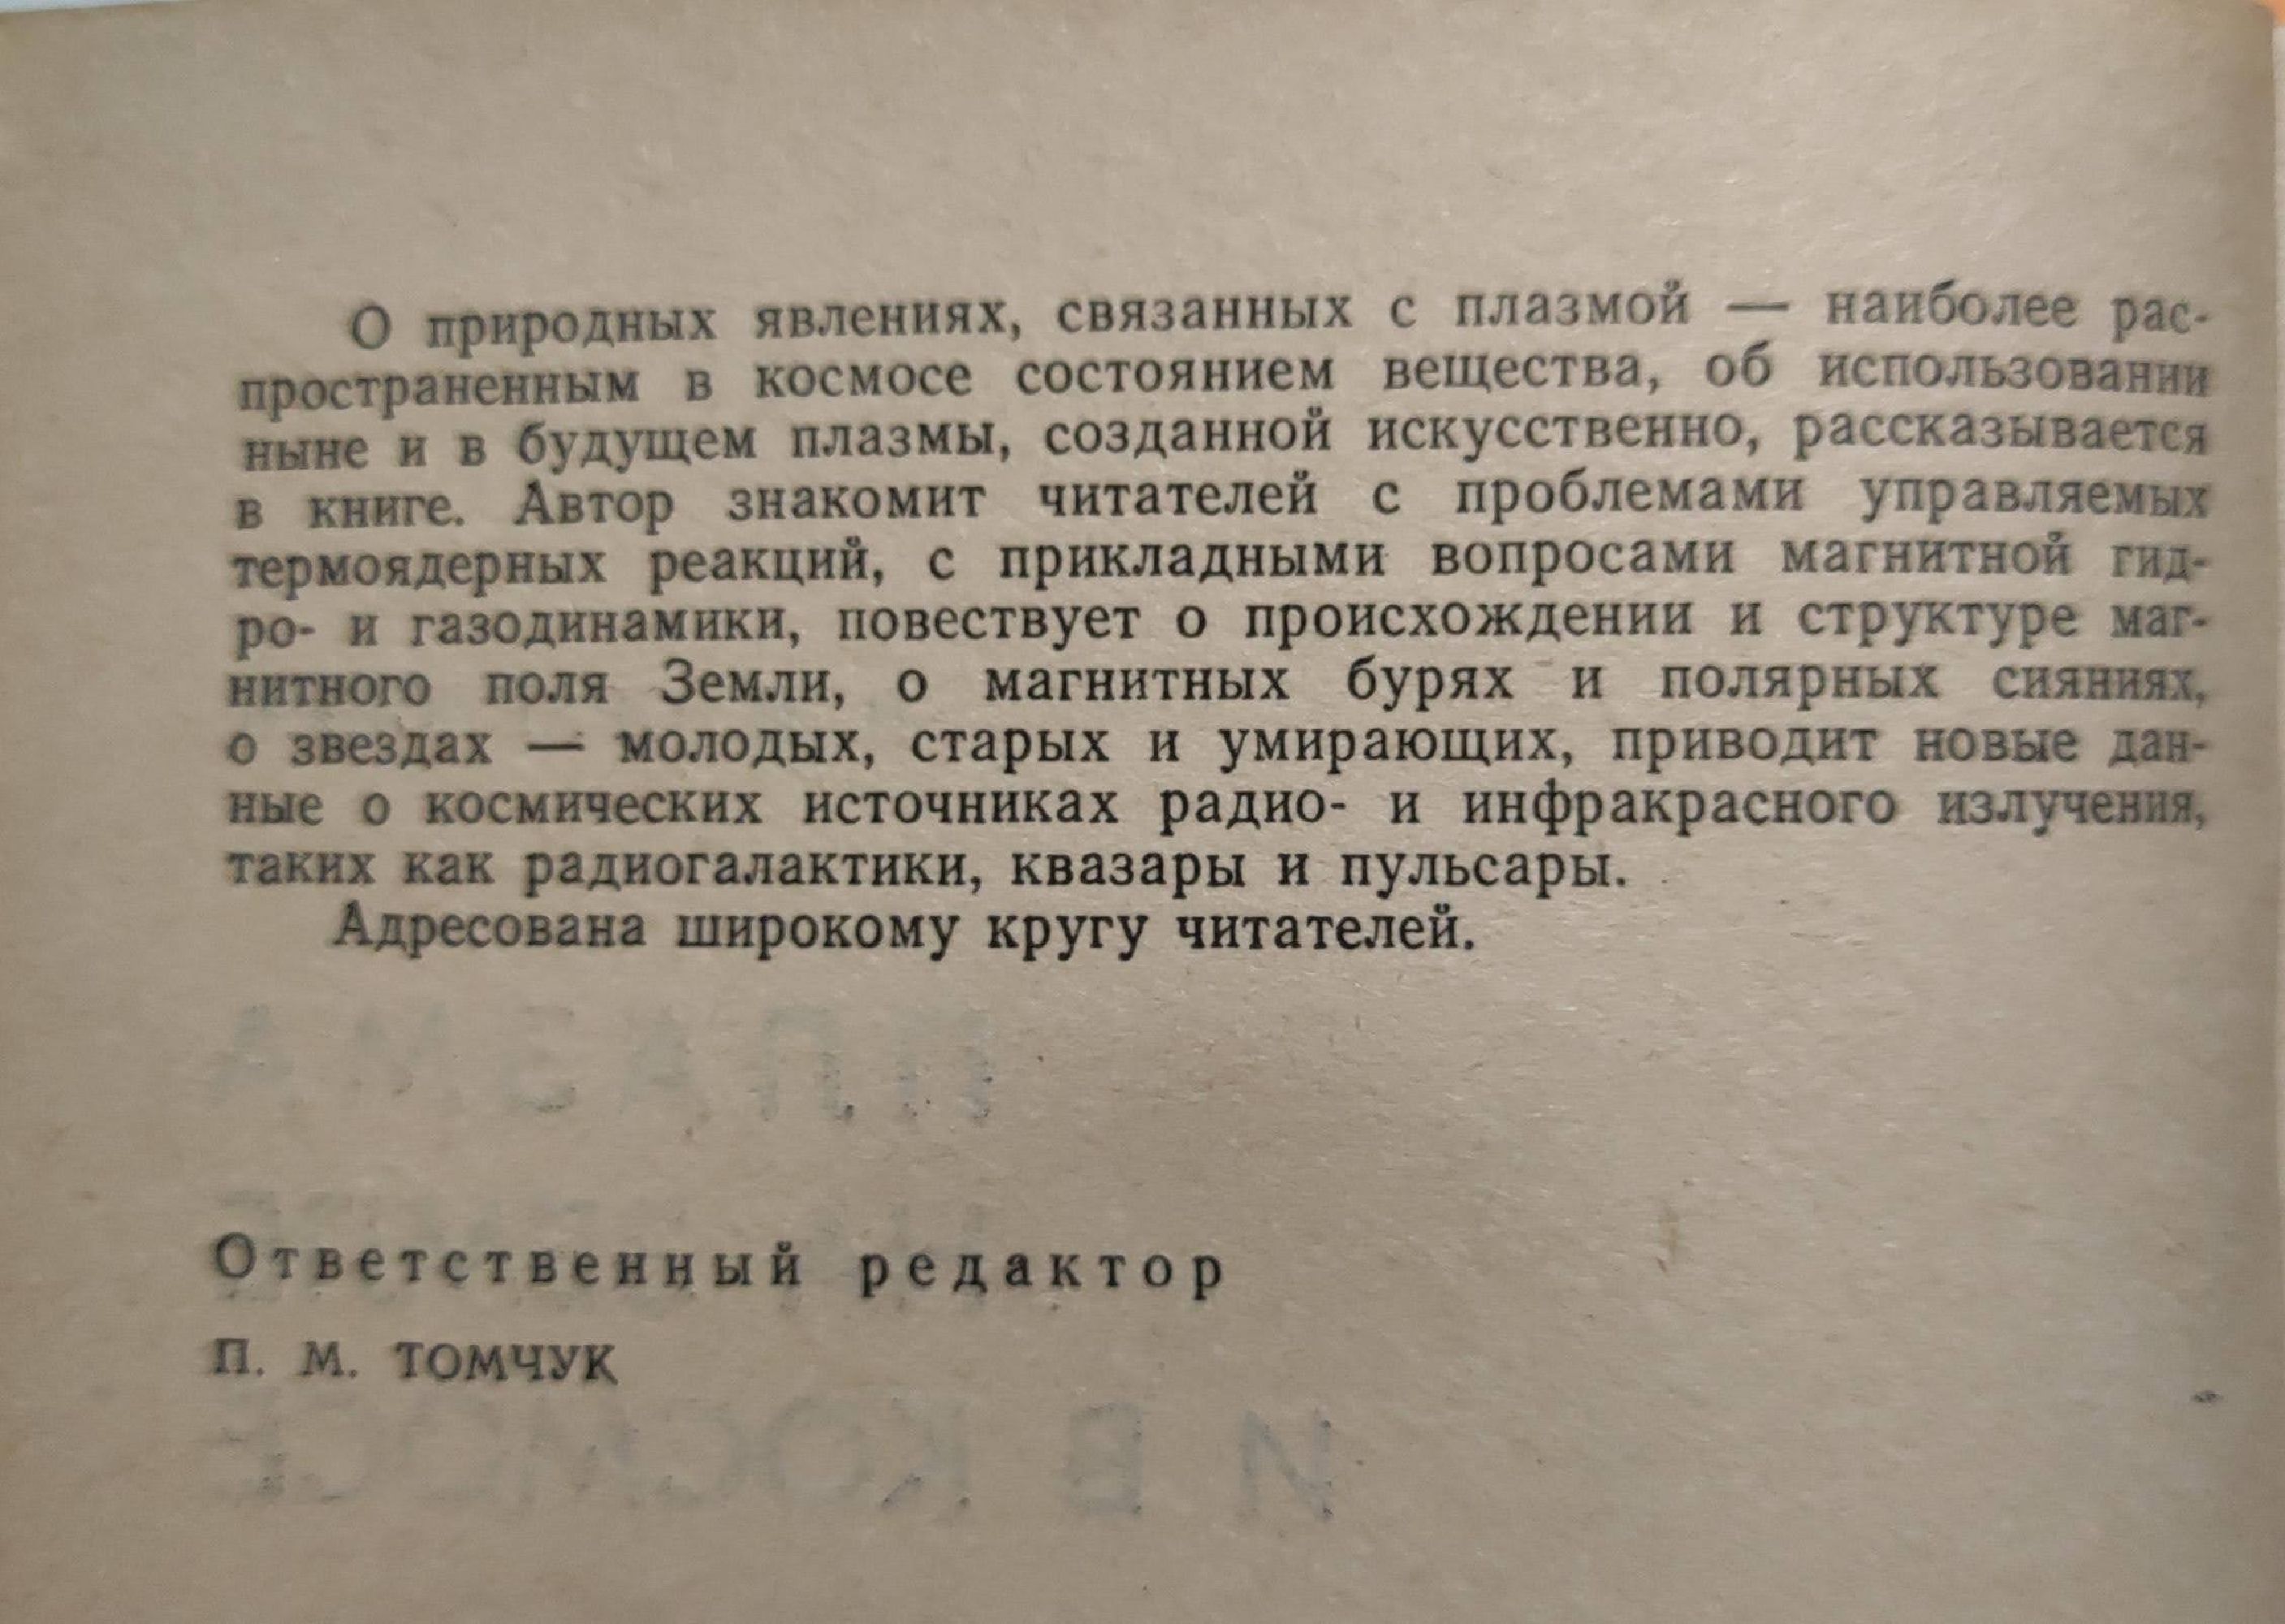 О природных явлениях, связанных с плазмой — наиболее рас-
пространенным в космосе состоянием вещества, об использовании
ныне и в будущем плазмы, созданной искусственно, рассказывается
в книге. Автор знакомит читателей с проблемами управляемых
термоядерных реакций, с прикладными вопросами магнитной гид-
ро- и газодинамики, повествует о происхождении и структуре маг-
нитного поля Земли, о магнитных бурях и полярных сияниях,
о звездах — молодых, старых и умирающих, приводит новые дан-
ные о космических источниках радио- и инфракрасного излучения,
таких как радиогалактики, квазары и пульсары.
Адресована широкому кругу читателей.
Ответственный редактор
П. М. ТОМЧУК